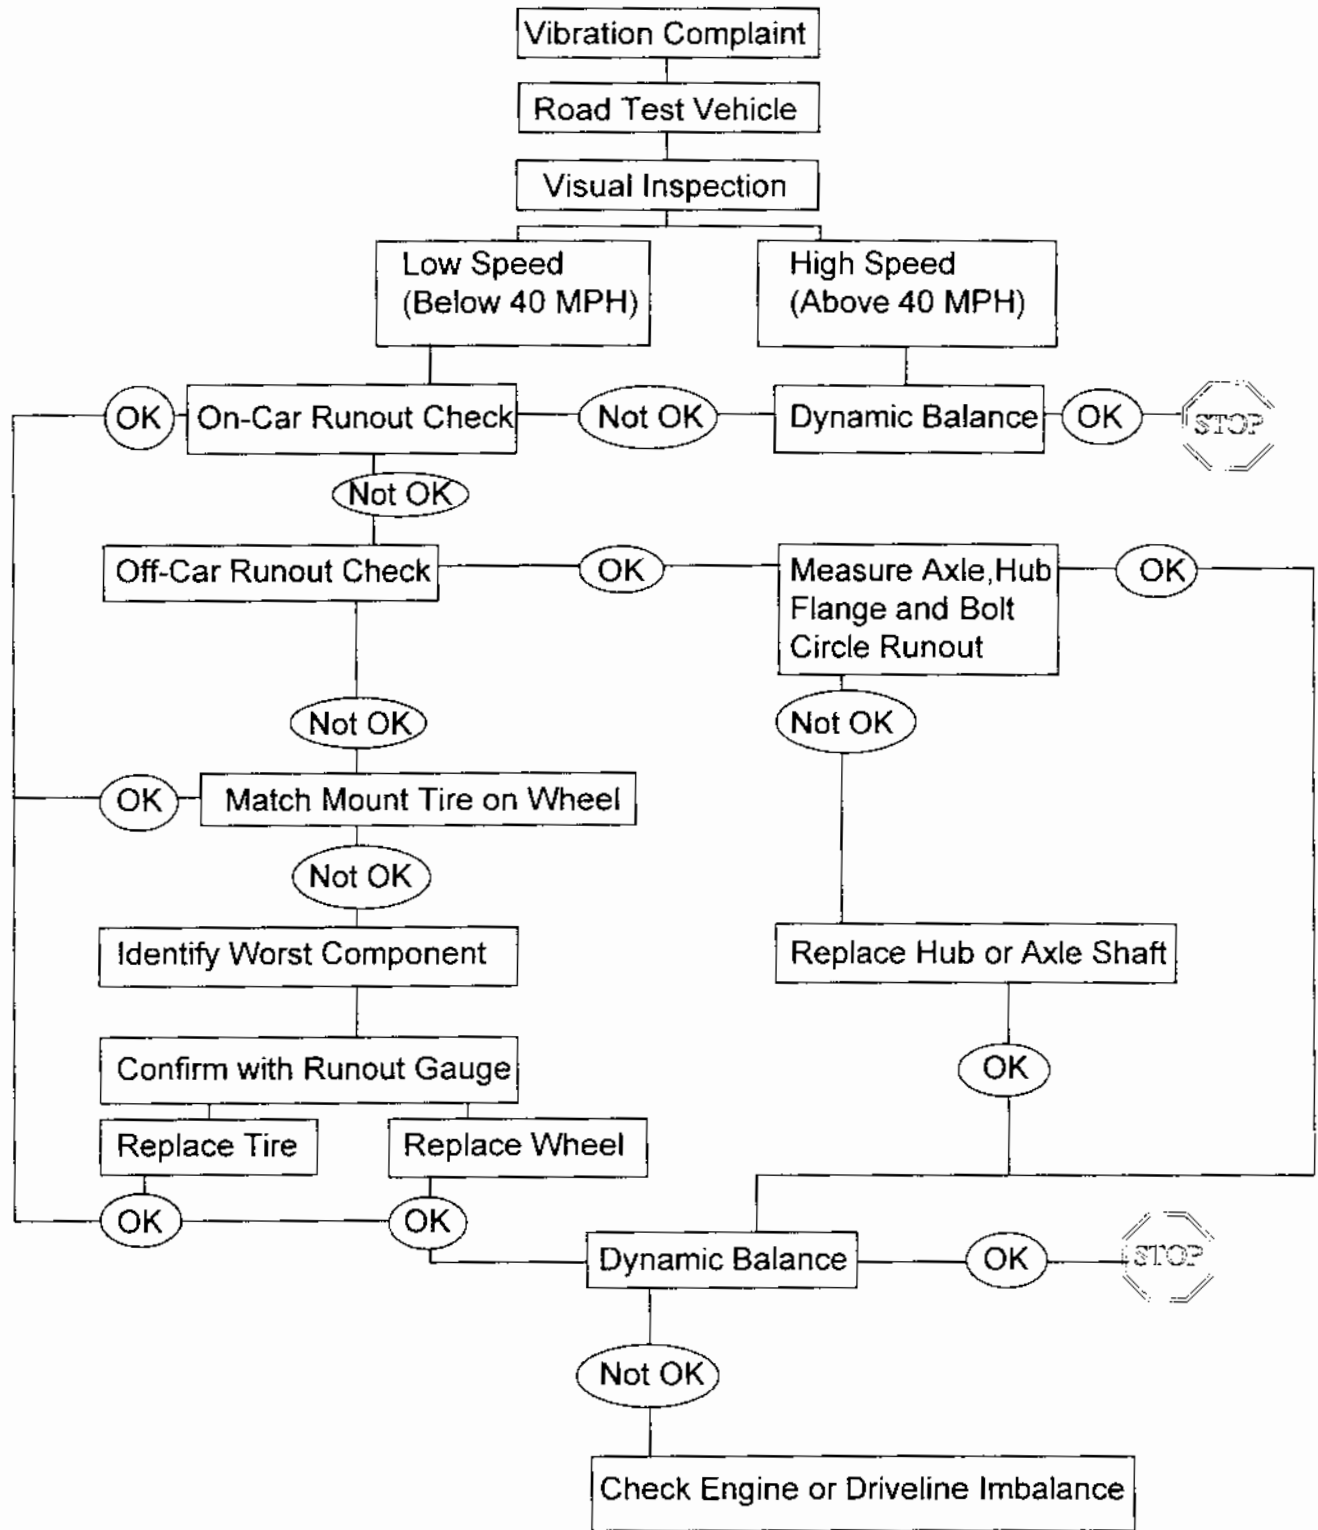 Vibration Complaint
Road Test Vehicle
Visual Inspection
Low Speed
(Below 40 MPH)
High Speed
(Above 40 MPH)
OK
On-Car Runout Check
Not OK
Dynamic Balance
OK
STOP
Not OK
Off-Car Runout Check
OK
Measure Axle,Hub
Flange and Bolt
Circle Runout
OK
Not OK
Not OK
OK
Match Mount Tire on Wheel
Not OK
Identify Worst Component
Replace Hub or Axle Shaft
Confirm with Runout Gauge
OK
Replace Tire
Replace Wheel
OK
OK
Dynamic Balance
OK
STOP
Not OK
Check Engine or Driveline Imbalance